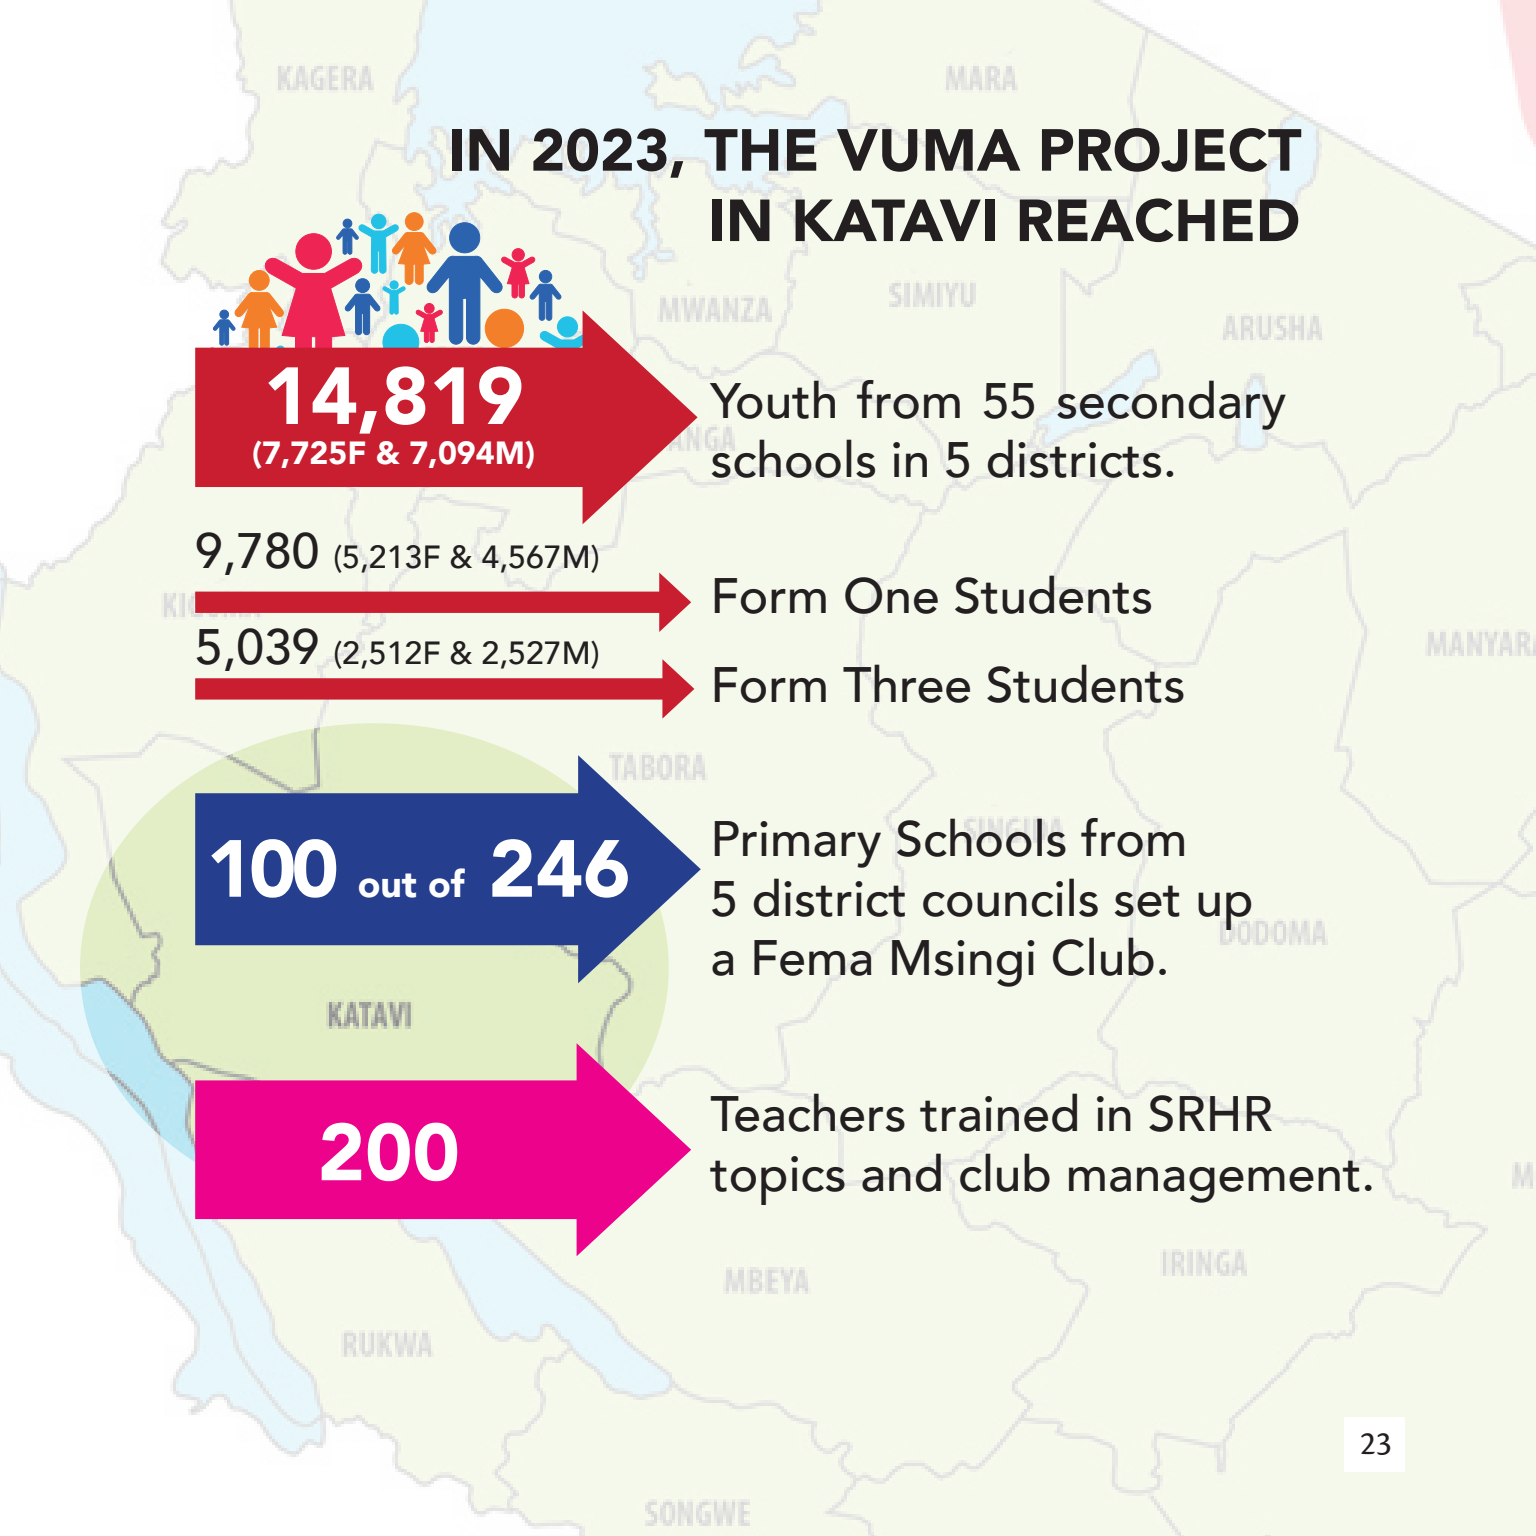 KAGERA
MARA
IN 2023, THE VUMA PROJECT
IN KATAVI REACHED
MWANZA
SIMIYU
ARUSHA
14,819
(7,725F & 7,094M)
Youth from 55 secondary
schools in 5 districts.
9,780 (5,213F & 4,567M)
Form One Students
5,039 (2,512F & 2,527M)
Form Three Students
MANYARA
TABORA
100 out of 246
SINGIDA
Primary Schools from
5 district councils set up
a Fema Msingi Club.
DODOMA
KATAVI
200
Teachers trained in SRHR
topics and club management.
MBEYA
IRINGA
RUKWA
23
SONGWE